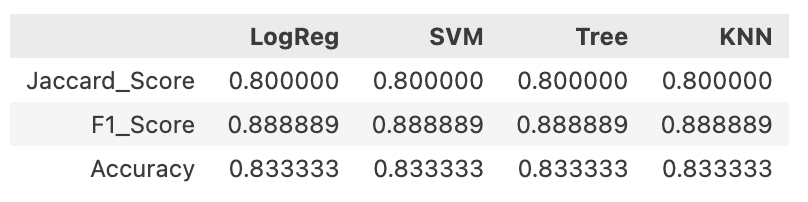 LogReg SVM Tree KNN
Jaccard_Score 0.800000 0.800000 0.800000 0.800000
F1_Score 0.888889 0.888889 0.888889 0.888889
Accuracy 0.833333 0.833333 0.833333 0.833333